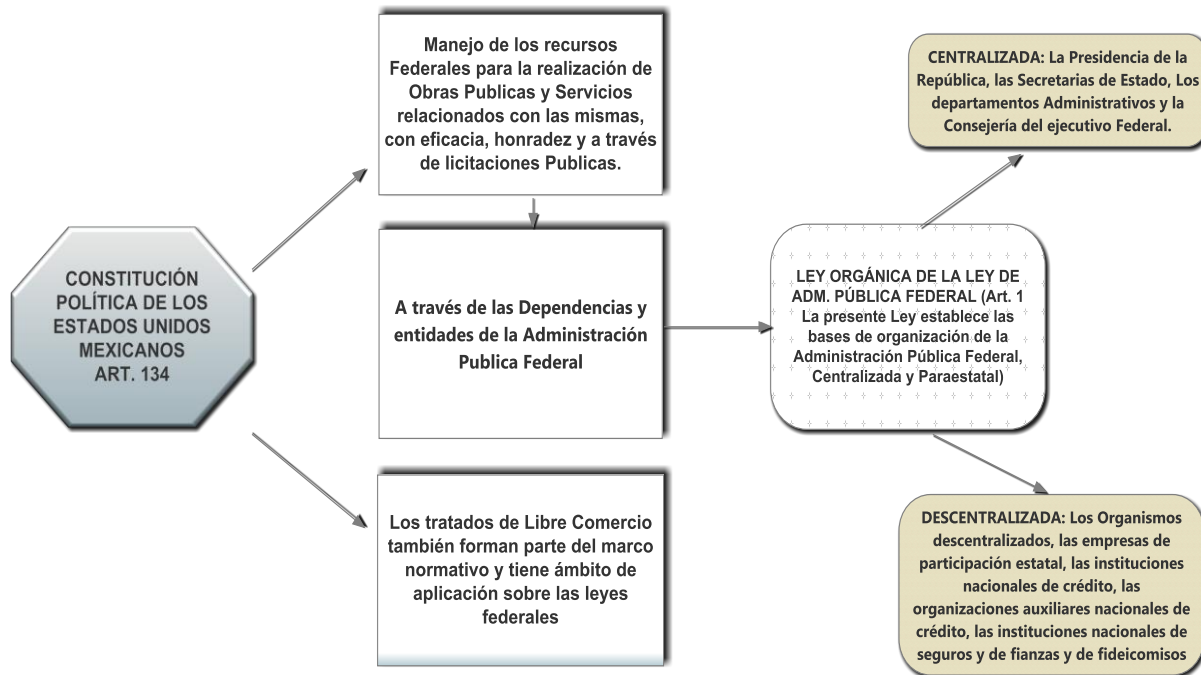 CONSTITUCIÓN
POLÍTICA DE LOS
ESTADOS UNIDOS
MEXICANOS
ART. 134
Manejo de los recursos
Federales para la realización de
Obras Publicas y Servicios
relacionados con las mismas,
con eficacia, honradez y a través
de licitaciones Publicas.
A través de las Dependencias y
entidades de la Administración
Publica Federal
Los tratados de Libre Comercio
también forman parte del marco
normativo y tiene ámbito de
aplicación sobre las leyes
federales
LEY ORGÁNICA DE LA LEY DE
ADM. PÚBLICA FEDERAL (Art. 1
La presente Ley establece las
bases de organización de la
Administración Pública Federal,
Centralizada y Paraestatal)
CENTRALIZADA: La Presidencia de la
República, las Secretarias de Estado, Los
departamentos Administrativos y la
Consejería del ejecutivo Federal.
DESCENTRALIZADA: Los Organismos
descentralizados, las empresas de
participación estatal, las instituciones
nacionales de crédito, las
organizaciones auxiliares nacionales de
crédito, las instituciones nacionales de
seguros y de fianzas y de fideicomisos